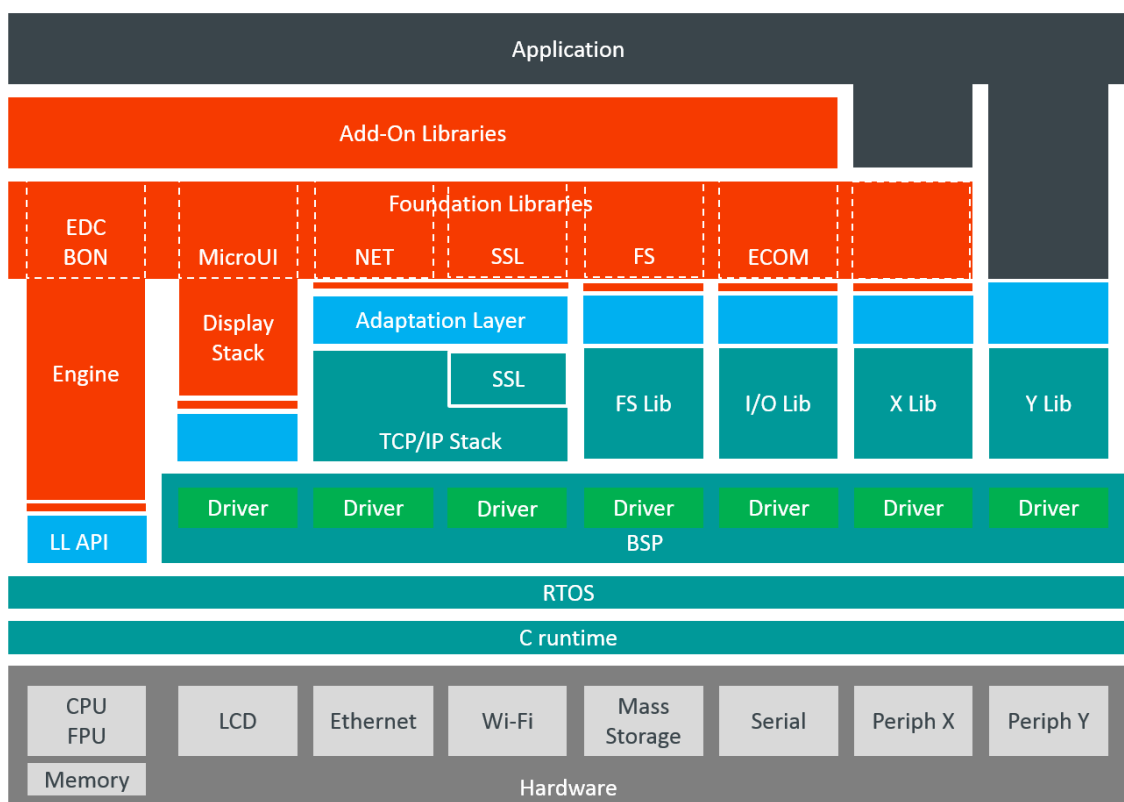 Application
Add-On Libraries
Foundation Libraries
EDC
BON
MicroUI
NET
SSL
FS
ECOM
Engine
Display
Stack
Adaptation Layer
SSL
TCP/IP Stack
FS Lib
I/O Lib
X Lib
Y Lib
LL API
Driver
Driver
Driver
Driver
Driver
Driver
Driver
BSP
RTOS
C runtime
CPU
FPU
Memory
LCD
Ethernet
Wi-Fi
Mass
Storage
Serial
Periph X
Periph Y
Hardware